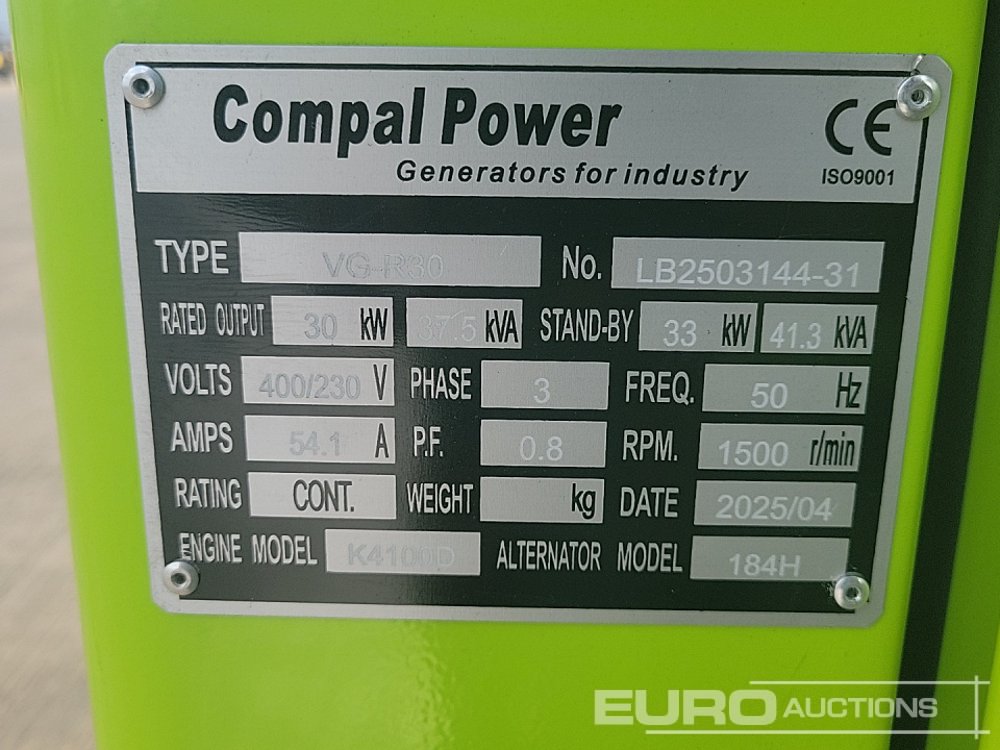 Compal Power
Generators for industry
CE
ISO9001
TYPE VG-R30 No. LB2503144-31
RATED OUTPUT 30 kW 37.5 kVA STAND-BY 33 kW 41.3 kVA
VOLTS 400/230 V PHASE 3 FREQ. 50 Hz
AMPS 54.1 A P.F. 0.8 RPM. 1500 r/min
RATING CONT. WEIGHT kg DATE 2025/04
ENGINE MODEL K4100D ALTERNATOR MODEL 184H
EURO AUCTIONS